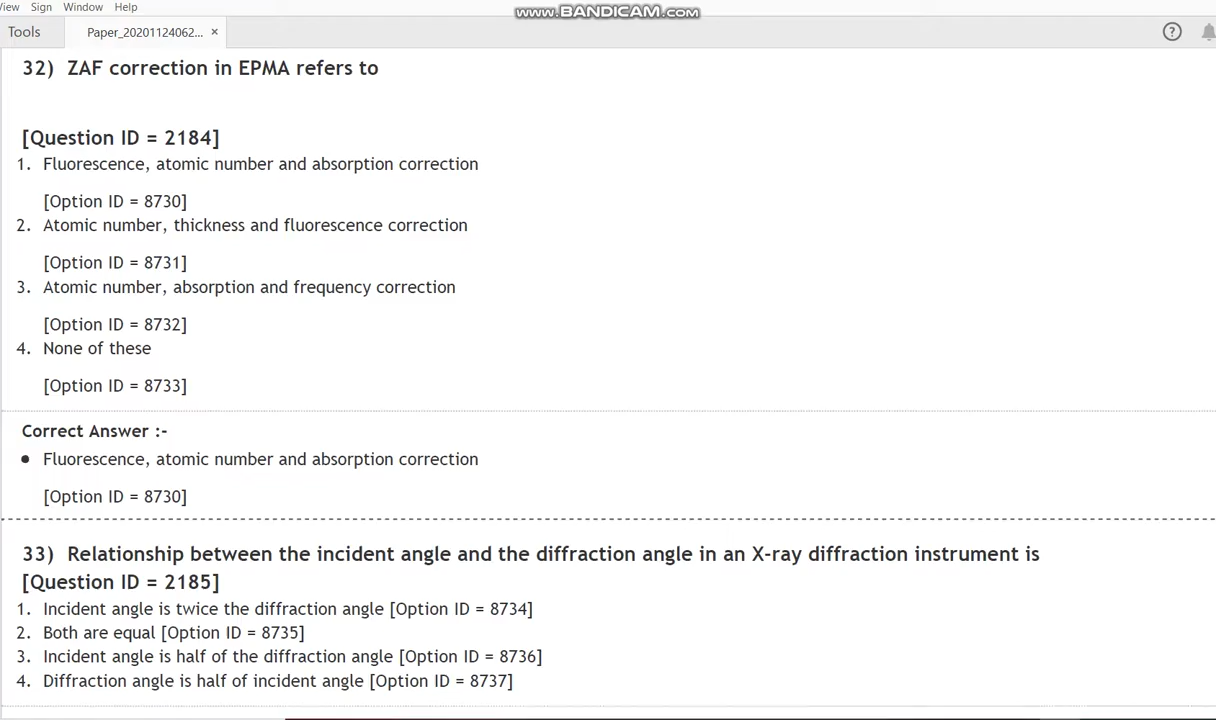 View Sign Window Help
www.BANDICAM.com
Tools
Paper_20201124062... ×
?
32) ZAF correction in EPMA refers to
[Question ID = 2184]
1. Fluorescence, atomic number and absorption correction
[Option ID = 8730]
2. Atomic number, thickness and fluorescence correction
[Option ID = 8731]
3. Atomic number, absorption and frequency correction
[Option ID = 8732]
4. None of these
[Option ID = 8733]
Correct Answer :-
• Fluorescence, atomic number and absorption correction
[Option ID = 8730]
33) Relationship between the incident angle and the diffraction angle in an X-ray diffraction instrument is
[Question ID = 2185]
1. Incident angle is twice the diffraction angle [Option ID = 8734]
2. Both are equal [Option ID = 8735]
3. Incident angle is half of the diffraction angle [Option ID = 8736]
4. Diffraction angle is half of incident angle [Option ID = 8737]